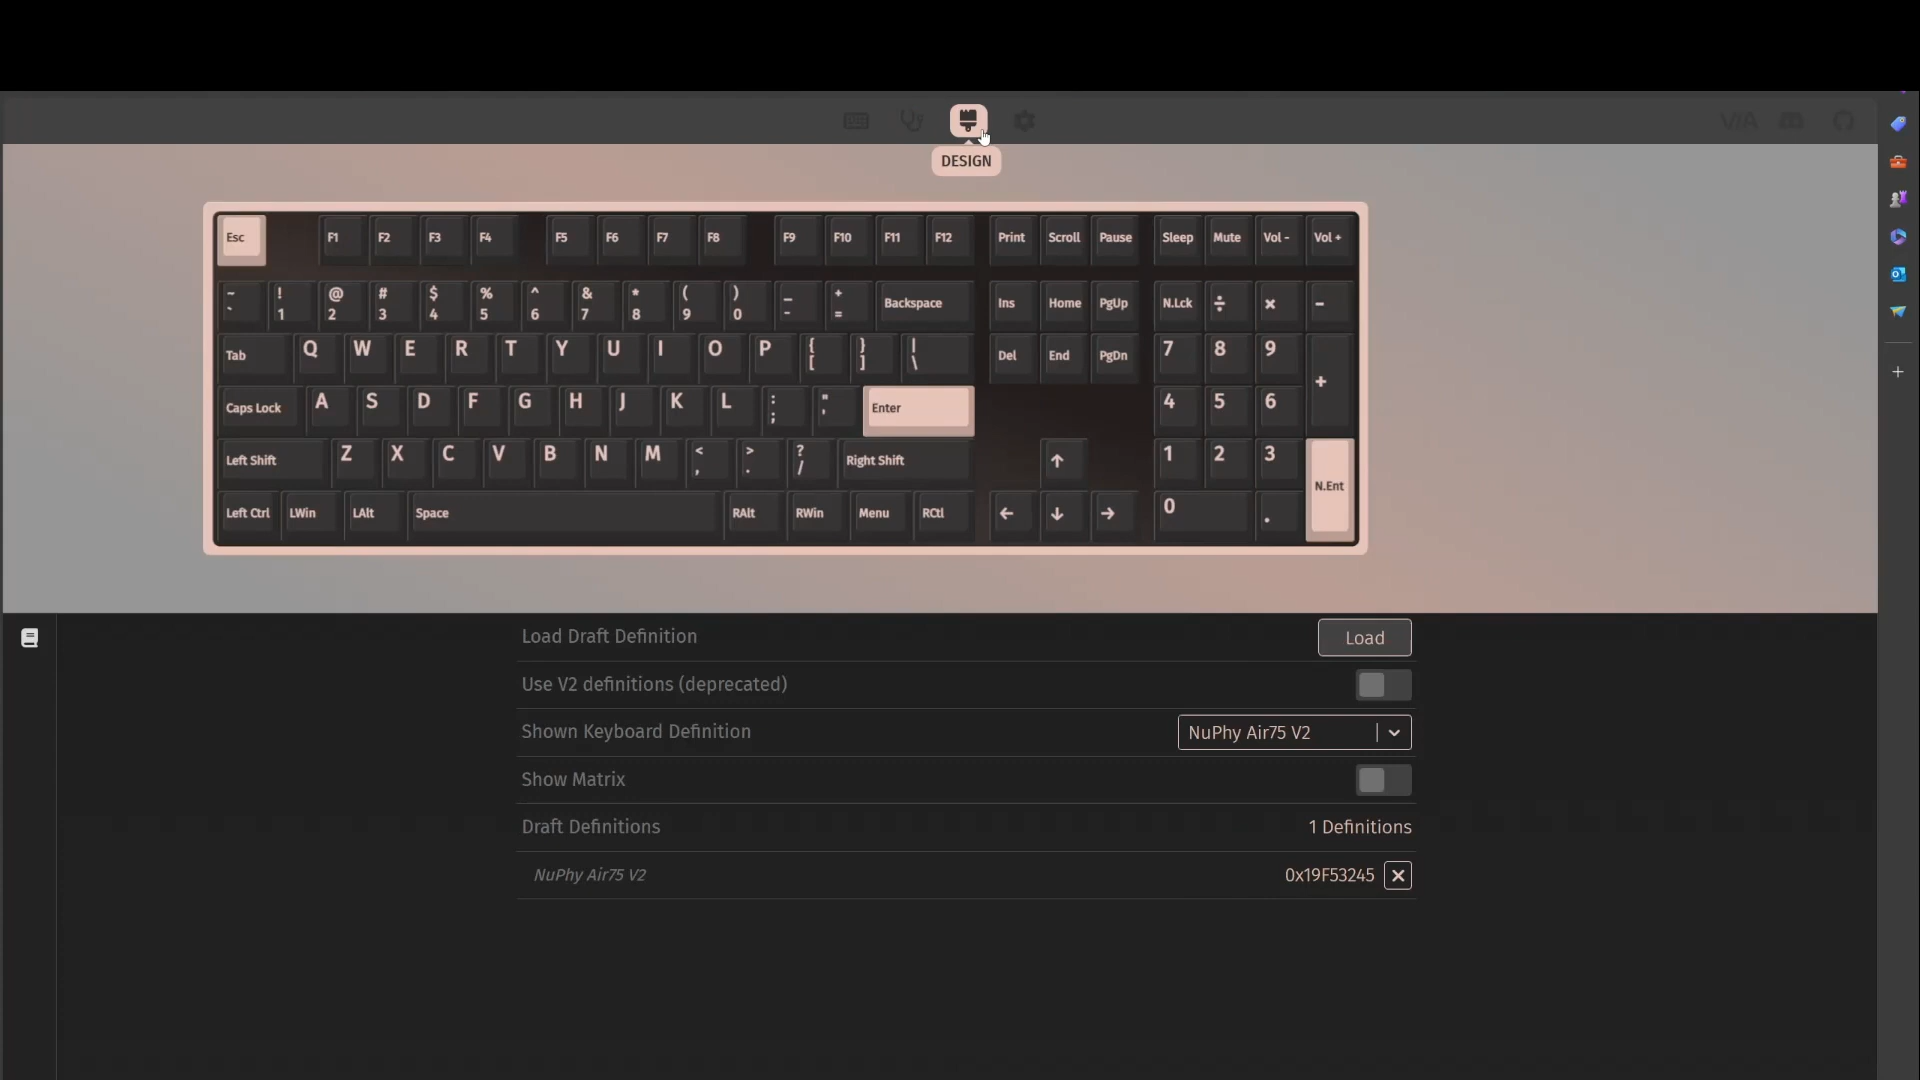 VIA
DESIGN
Esc F1 F2 F3 F4 F5 F6 F7 F8 F9 F10 F11 F12 Print Scroll Pause Sleep Mute Vol - Vol +
~ ! @ # $ % ^ & * ( ) _ +
` 1 2 3 4 5 6 7 8 9 0 - = Backspace Ins Home PgUp N.Lck ÷ × -
Tab Q W E R T Y U I O P { [ } ] | \ Del End PgDn 7 8 9 +
Caps Lock A S D F G H J K L : ; " ' Enter 4 5 6
Left Shift Z X C V B N M < , > . ? / Right Shift ↑ 1 2 3 N.Ent
Left Ctrl LWin LAlt Space RAlt RWin Menu RCtl ← ↓ → 0 .
Load Draft Definition Load
Use V2 definitions (deprecated)
Shown Keyboard Definition NuPhy Air75 V2
Show Matrix
Draft Definitions 1 Definitions
NuPhy Air75 V2 0x19F53245